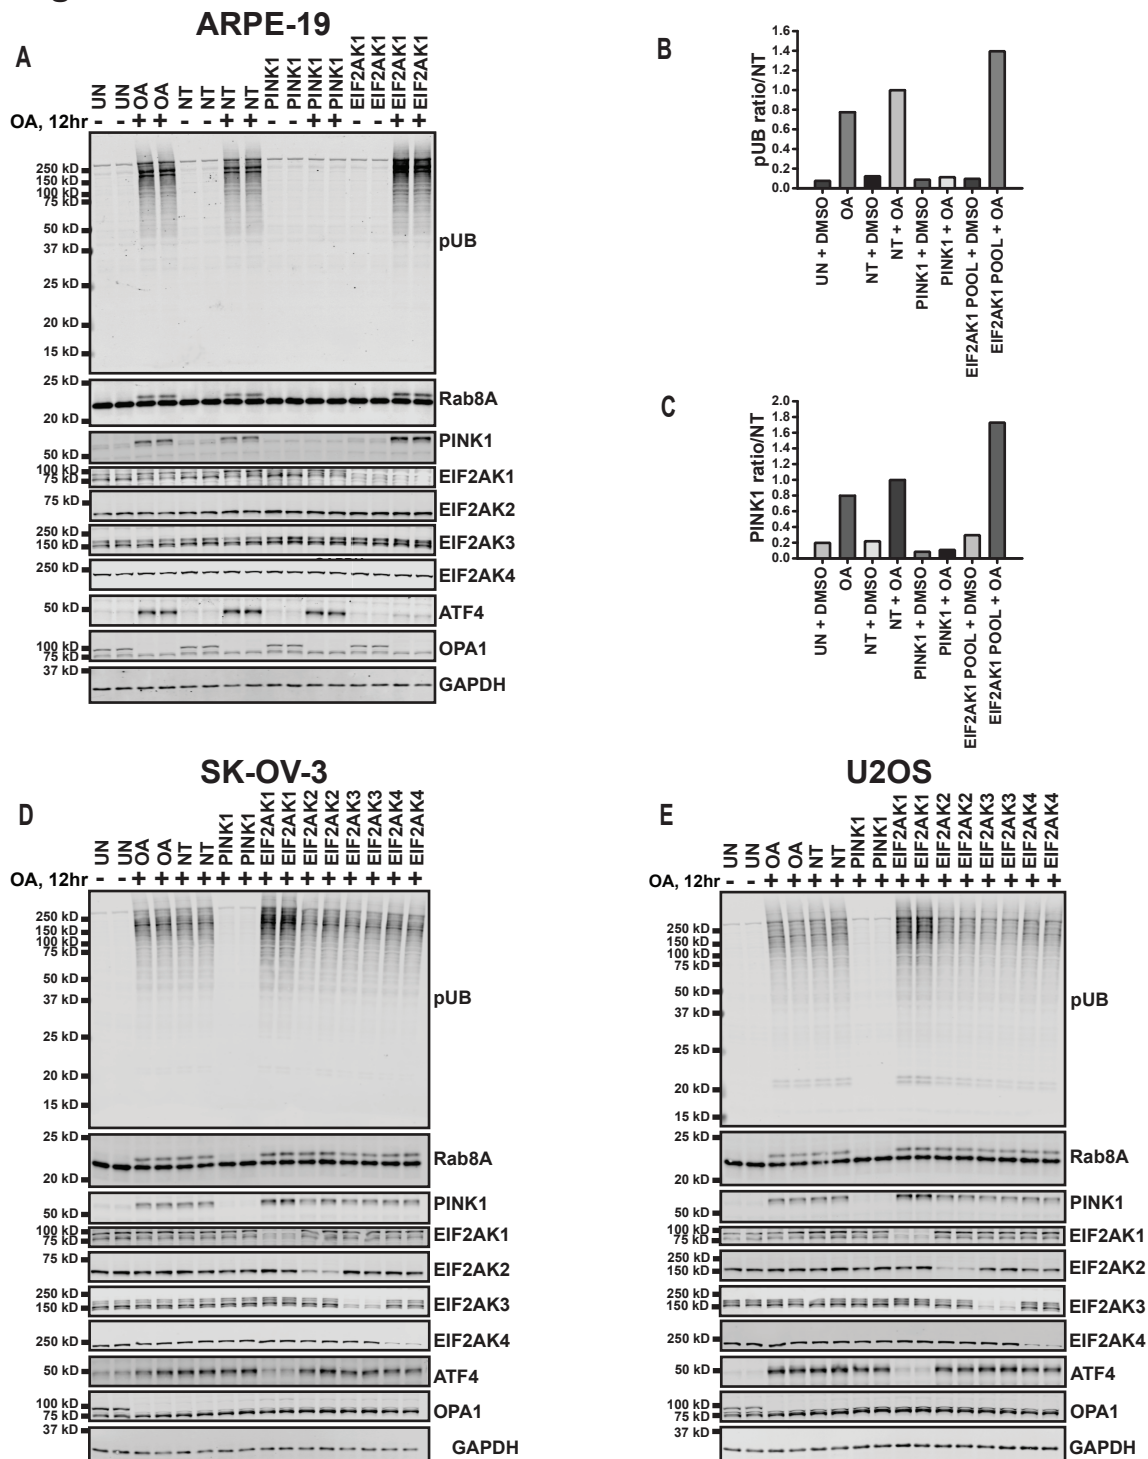 ARPE-19
A
UN UN OA OA NT NT NT NT PINK1 PINK1 PINK1 PINK1 EIF2AK1 EIF2AK1 EIF2AK1 EIF2AK1
OA, 12hr - - + + - - + + - - + + - - + +
250 kD
150 kD
100 kD
75 kD
50 kD
37 kD
25 kD
20 kD
15 kD
pUB
25 kD
20 kD
Rab8A
50 kD
PINK1
100 kD
75 kD
EIF2AK1
75 kD
EIF2AK2
250 kD
150 kD
EIF2AK3
250 kD
EIF2AK4
50 kD
ATF4
100 kD
75 kD
OPA1
37 kD
GAPDH
B
pUB ratio/NT
1.6
1.4
1.2
1.0
0.8
0.6
0.4
0.2
0.0
UN + DMSO
OA
NT + DMSO
NT + OA
PINK1 + DMSO
PINK1 + OA
EIF2AK1 POOL + DMSO
EIF2AK1 POOL + OA
C
PINK1 ratio/NT
2.0
1.8
1.6
1.4
1.2
1.0
0.8
0.6
0.4
0.2
0.0
UN + DMSO
OA
NT + DMSO
NT + OA
PINK1 + DMSO
PINK1 + OA
EIF2AK1 POOL + DMSO
EIF2AK1 POOL + OA
SK-OV-3
D
UN UN OA OA NT NT PINK1 PINK1 EIF2AK1 EIF2AK1 EIF2AK2 EIF2AK2 EIF2AK3 EIF2AK3 EIF2AK4 EIF2AK4
OA, 12hr - - + + + + + + + + + + + + + +
250 kD
150 kD
100 kD
75 kD
50 kD
37 kD
25 kD
20 kD
15 kD
pUB
25 kD
20 kD
Rab8A
50 kD
PINK1
100 kD
75 kD
EIF2AK1
75 kD
EIF2AK2
250 kD
150 kD
EIF2AK3
250 kD
EIF2AK4
50 kD
ATF4
100 kD
75 kD
OPA1
37 kD
GAPDH
U2OS
E
UN UN OA OA NT NT PINK1 PINK1 EIF2AK1 EIF2AK1 EIF2AK2 EIF2AK2 EIF2AK3 EIF2AK3 EIF2AK4 EIF2AK4
OA, 12hr - - + + + + + + + + + + + + + +
250 kD
150 kD
100 kD
75 kD
50 kD
37 kD
25 kD
20 kD
15 kD
pUB
25 kD
20 kD
Rab8A
50 kD
PINK1
100 kD
75 kD
EIF2AK1
250 kD
150 kD
EIF2AK2
250 kD
150 kD
EIF2AK3
250 kD
EIF2AK4
50 kD
ATF4
100 kD
75 kD
OPA1
37 kD
GAPDH